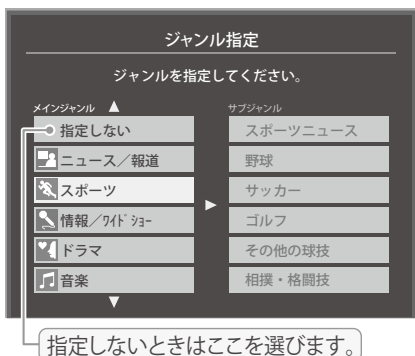 ジャンル指定
ジャンルを指定してください。
メインジャンル ▲
指定しない
ニュース／報道
スポーツ
情報／ワイドショー
ドラマ
音楽
▼
▶
サブジャンル
スポーツニュース
野球
サッカー
ゴルフ
その他の球技
相撲・格闘技
指定しないときはここを選びます。